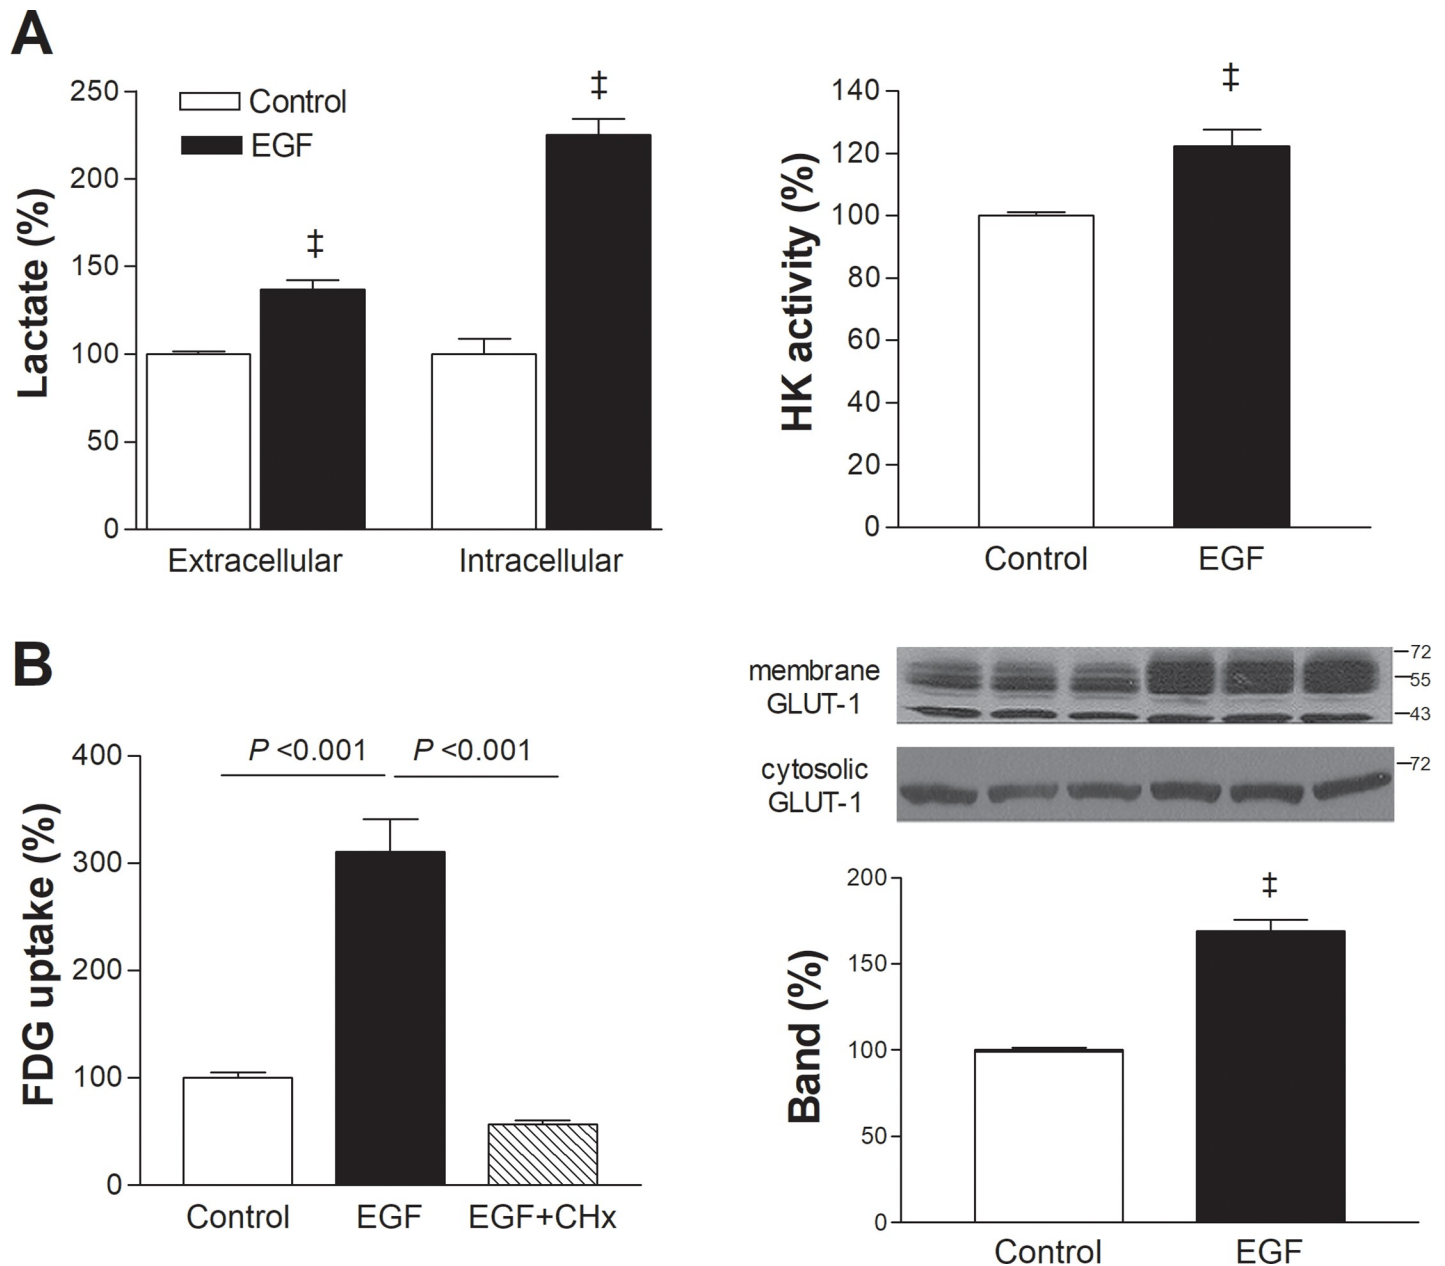 A
Lactate (%)
250
200
150
100
50
0
Control
EGF
‡
‡
Extracellular
Intracellular
HK activity (%)
140
120
100
80
60
40
20
0
‡
Control
EGF
B
FDG uptake (%)
400
300
200
100
0
P <0.001
P <0.001
Control
EGF
EGF+CHx
membrane
GLUT-1
72
55
43
cytosolic
GLUT-1
72
Band (%)
200
150
100
50
0
‡
Control
EGF